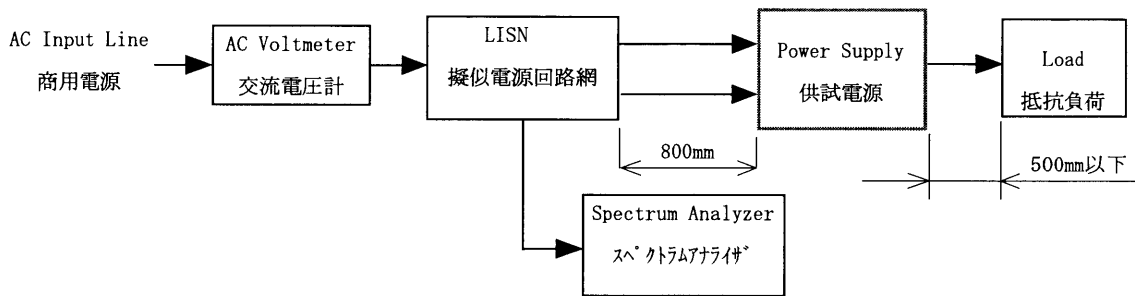 AC Input Line
商用電源
AC Voltmeter
交流電圧計
LISN
擬似電源回路網
Power Supply
供試電源
Load
抵抗負荷
800mm
500mm以下
Spectrum Analyzer
ｽﾍﾟｸﾄﾗﾑｱﾅﾗｲｻﾞ